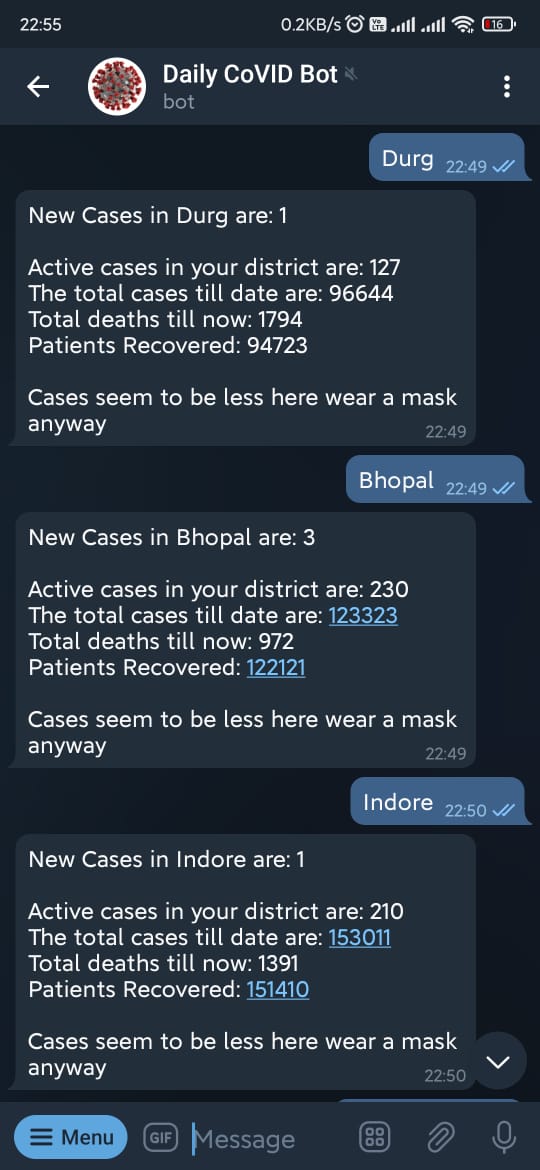 22:55
0.2KB/s Vo LTE 16
Daily CoVID Bot
bot
Durg 22:49
New Cases in Durg are: 1
Active cases in your district are: 127
The total cases till date are: 96644
Total deaths till now: 1794
Patients Recovered: 94723
Cases seem to be less here wear a mask
anyway
22:49
Bhopal 22:49
New Cases in Bhopal are: 3
Active cases in your district are: 230
The total cases till date are: 123323
Total deaths till now: 972
Patients Recovered: 122121
Cases seem to be less here wear a mask
anyway
22:49
Indore 22:50
New Cases in Indore are: 1
Active cases in your district are: 210
The total cases till date are: 153011
Total deaths till now: 1391
Patients Recovered: 151410
Cases seem to be less here wear a mask
anyway
22:50
Menu GIF Message